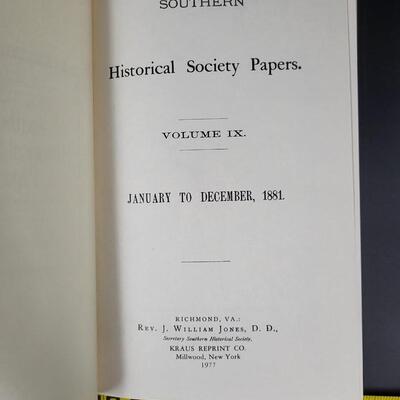 SOUTHERN
Historical Society Papers.
VOLUME IX.
JANUARY TO DECEMBER, 1881.
RICHMOND, VA.:
REV. J. WILLIAM JONES, D. D.,
Secretary Southern Historical Society.
KRAUS REPRINT CO.
Millwood, New York
1977